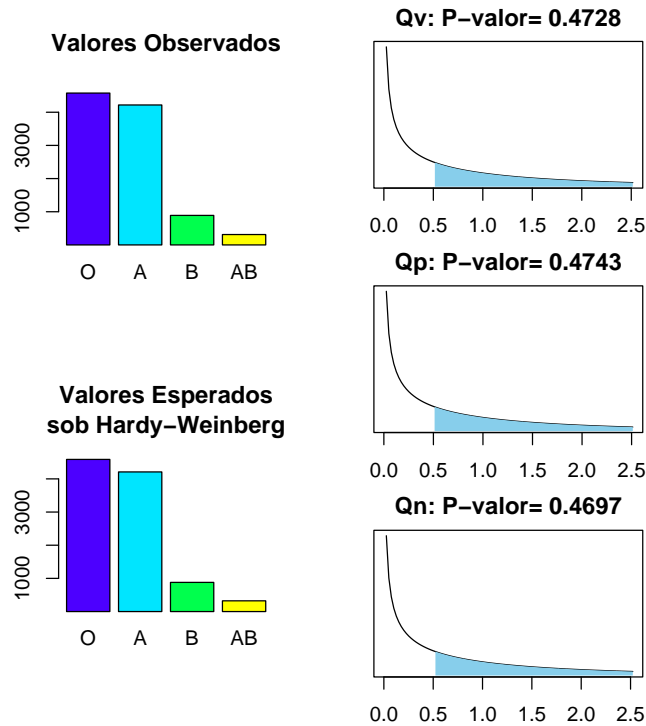 Valores Observados
1000 3000
O A B AB
Valores Esperados
sob Hardy−Weinberg
1000 3000
O A B AB
Qv: P−valor= 0.4728
0.0 0.5 1.0 1.5 2.0 2.5
Qp: P−valor= 0.4743
0.0 0.5 1.0 1.5 2.0 2.5
Qn: P−valor= 0.4697
0.0 0.5 1.0 1.5 2.0 2.5